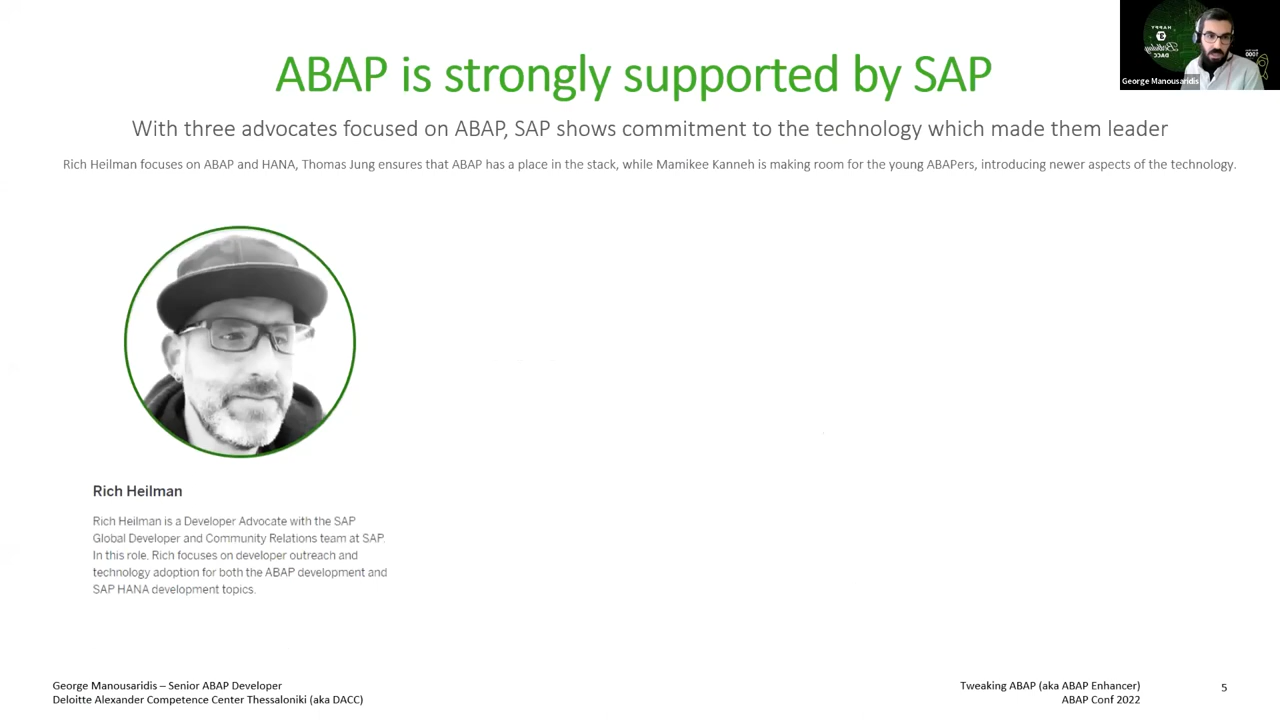 ABAP is strongly supported by SAP
With three advocates focused on ABAP, SAP shows commitment to the technology which made them leader
Rich Heilman focuses on ABAP and HANA, Thomas Jung ensures that ABAP has a place in the stack, while Mamikee Kanneh is making room for the young ABAPers, introducing newer aspects of the technology.
George Manousaridis
Rich Heilman
Rich Heilman is a Developer Advocate with the SAP
Global Developer and Community Relations team at SAP.
In this role, Rich focuses on developer outreach and
technology adoption for both the ABAP development and
SAP HANA development topics.
George Manousaridis – Senior ABAP Developer
Deloitte Alexander Competence Center Thessaloniki (aka DACC)
Tweaking ABAP (aka ABAP Enhancer)
ABAP Conf 2022
5